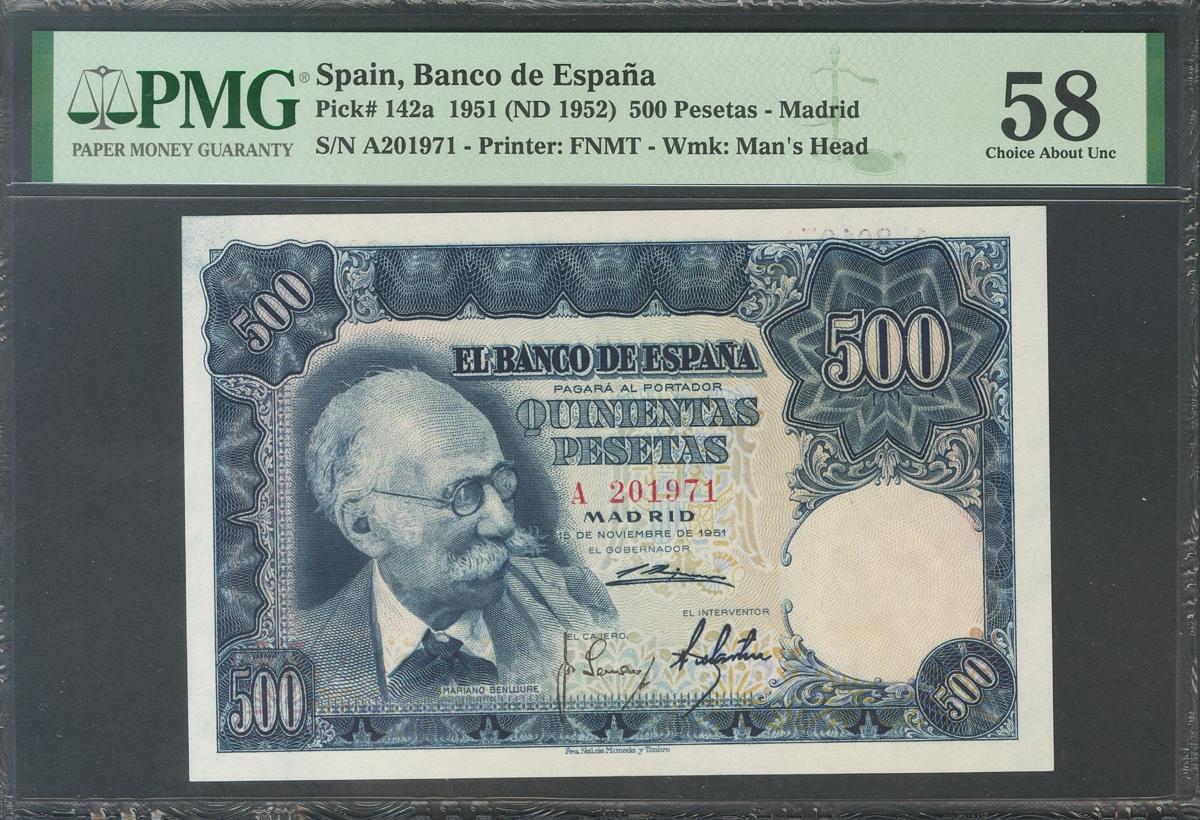 PMG®
PAPER MONEY GUARANTY
Spain, Banco de España
Pick# 142a 1951 (ND 1952) 500 Pesetas - Madrid
S/N A201971 - Printer: FNMT - Wmk: Man's Head
58
Choice About Unc
500
500
EL BANCO DE ESPAÑA
PAGARÁ AL PORTADOR
QUINIENTAS
PESETAS
A 201971
MADRID
15 DE NOVIEMBRE DE 1951
EL GOBERNADOR
EL INTERVENTOR
EL CAJERO.
MARIANO BENLLIURE
500
500
Fca. Nal. de Moneda y Timbre